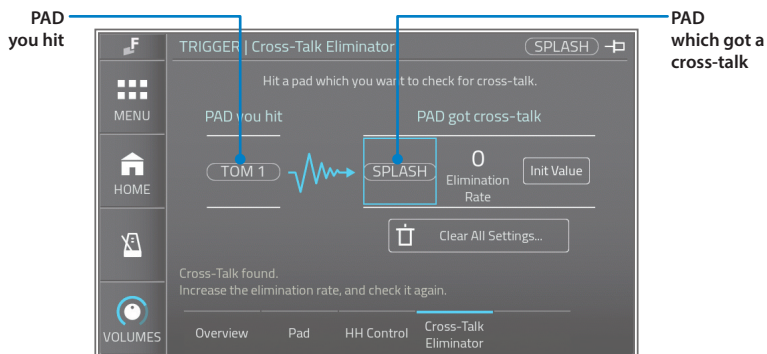 PAD
you hit
PAD
which got a
cross-talk
F
TRIGGER | Cross-Talk Eliminator
SPLASH
Hit a pad which you want to check for cross-talk.
MENU
PAD you hit
PAD got cross-talk
HOME
TOM 1
SPLASH
0
Elimination
Rate
Init Value
Clear All Settings...
Cross-Talk found.
Increase the elimination rate, and check it again.
VOLUMES
Overview
Pad
HH Control
Cross-Talk
Eliminator